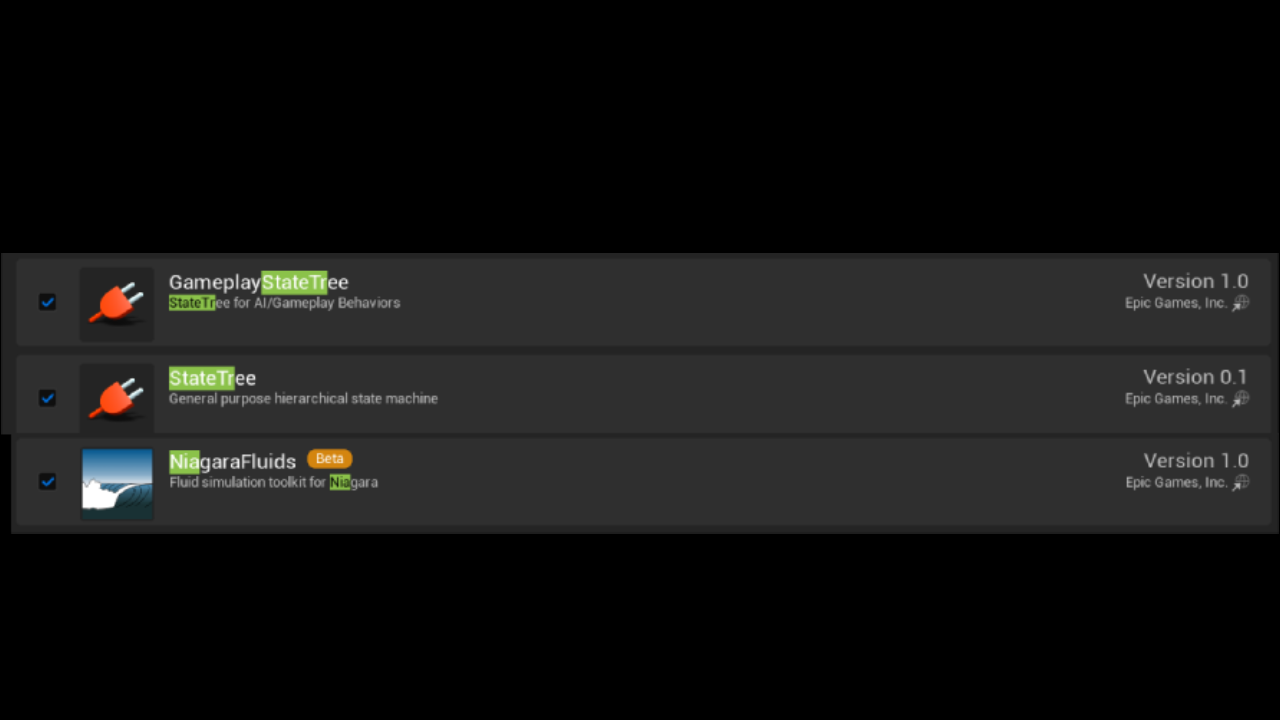 GameplayStateTree
Version 1.0
StateTree for AI/Gameplay Behaviors
Epic Games, Inc.
StateTree
Version 0.1
General purpose hierarchical state machine
Epic Games, Inc.
NiagaraFluids Beta
Version 1.0
Fluid simulation toolkit for Niagara
Epic Games, Inc.